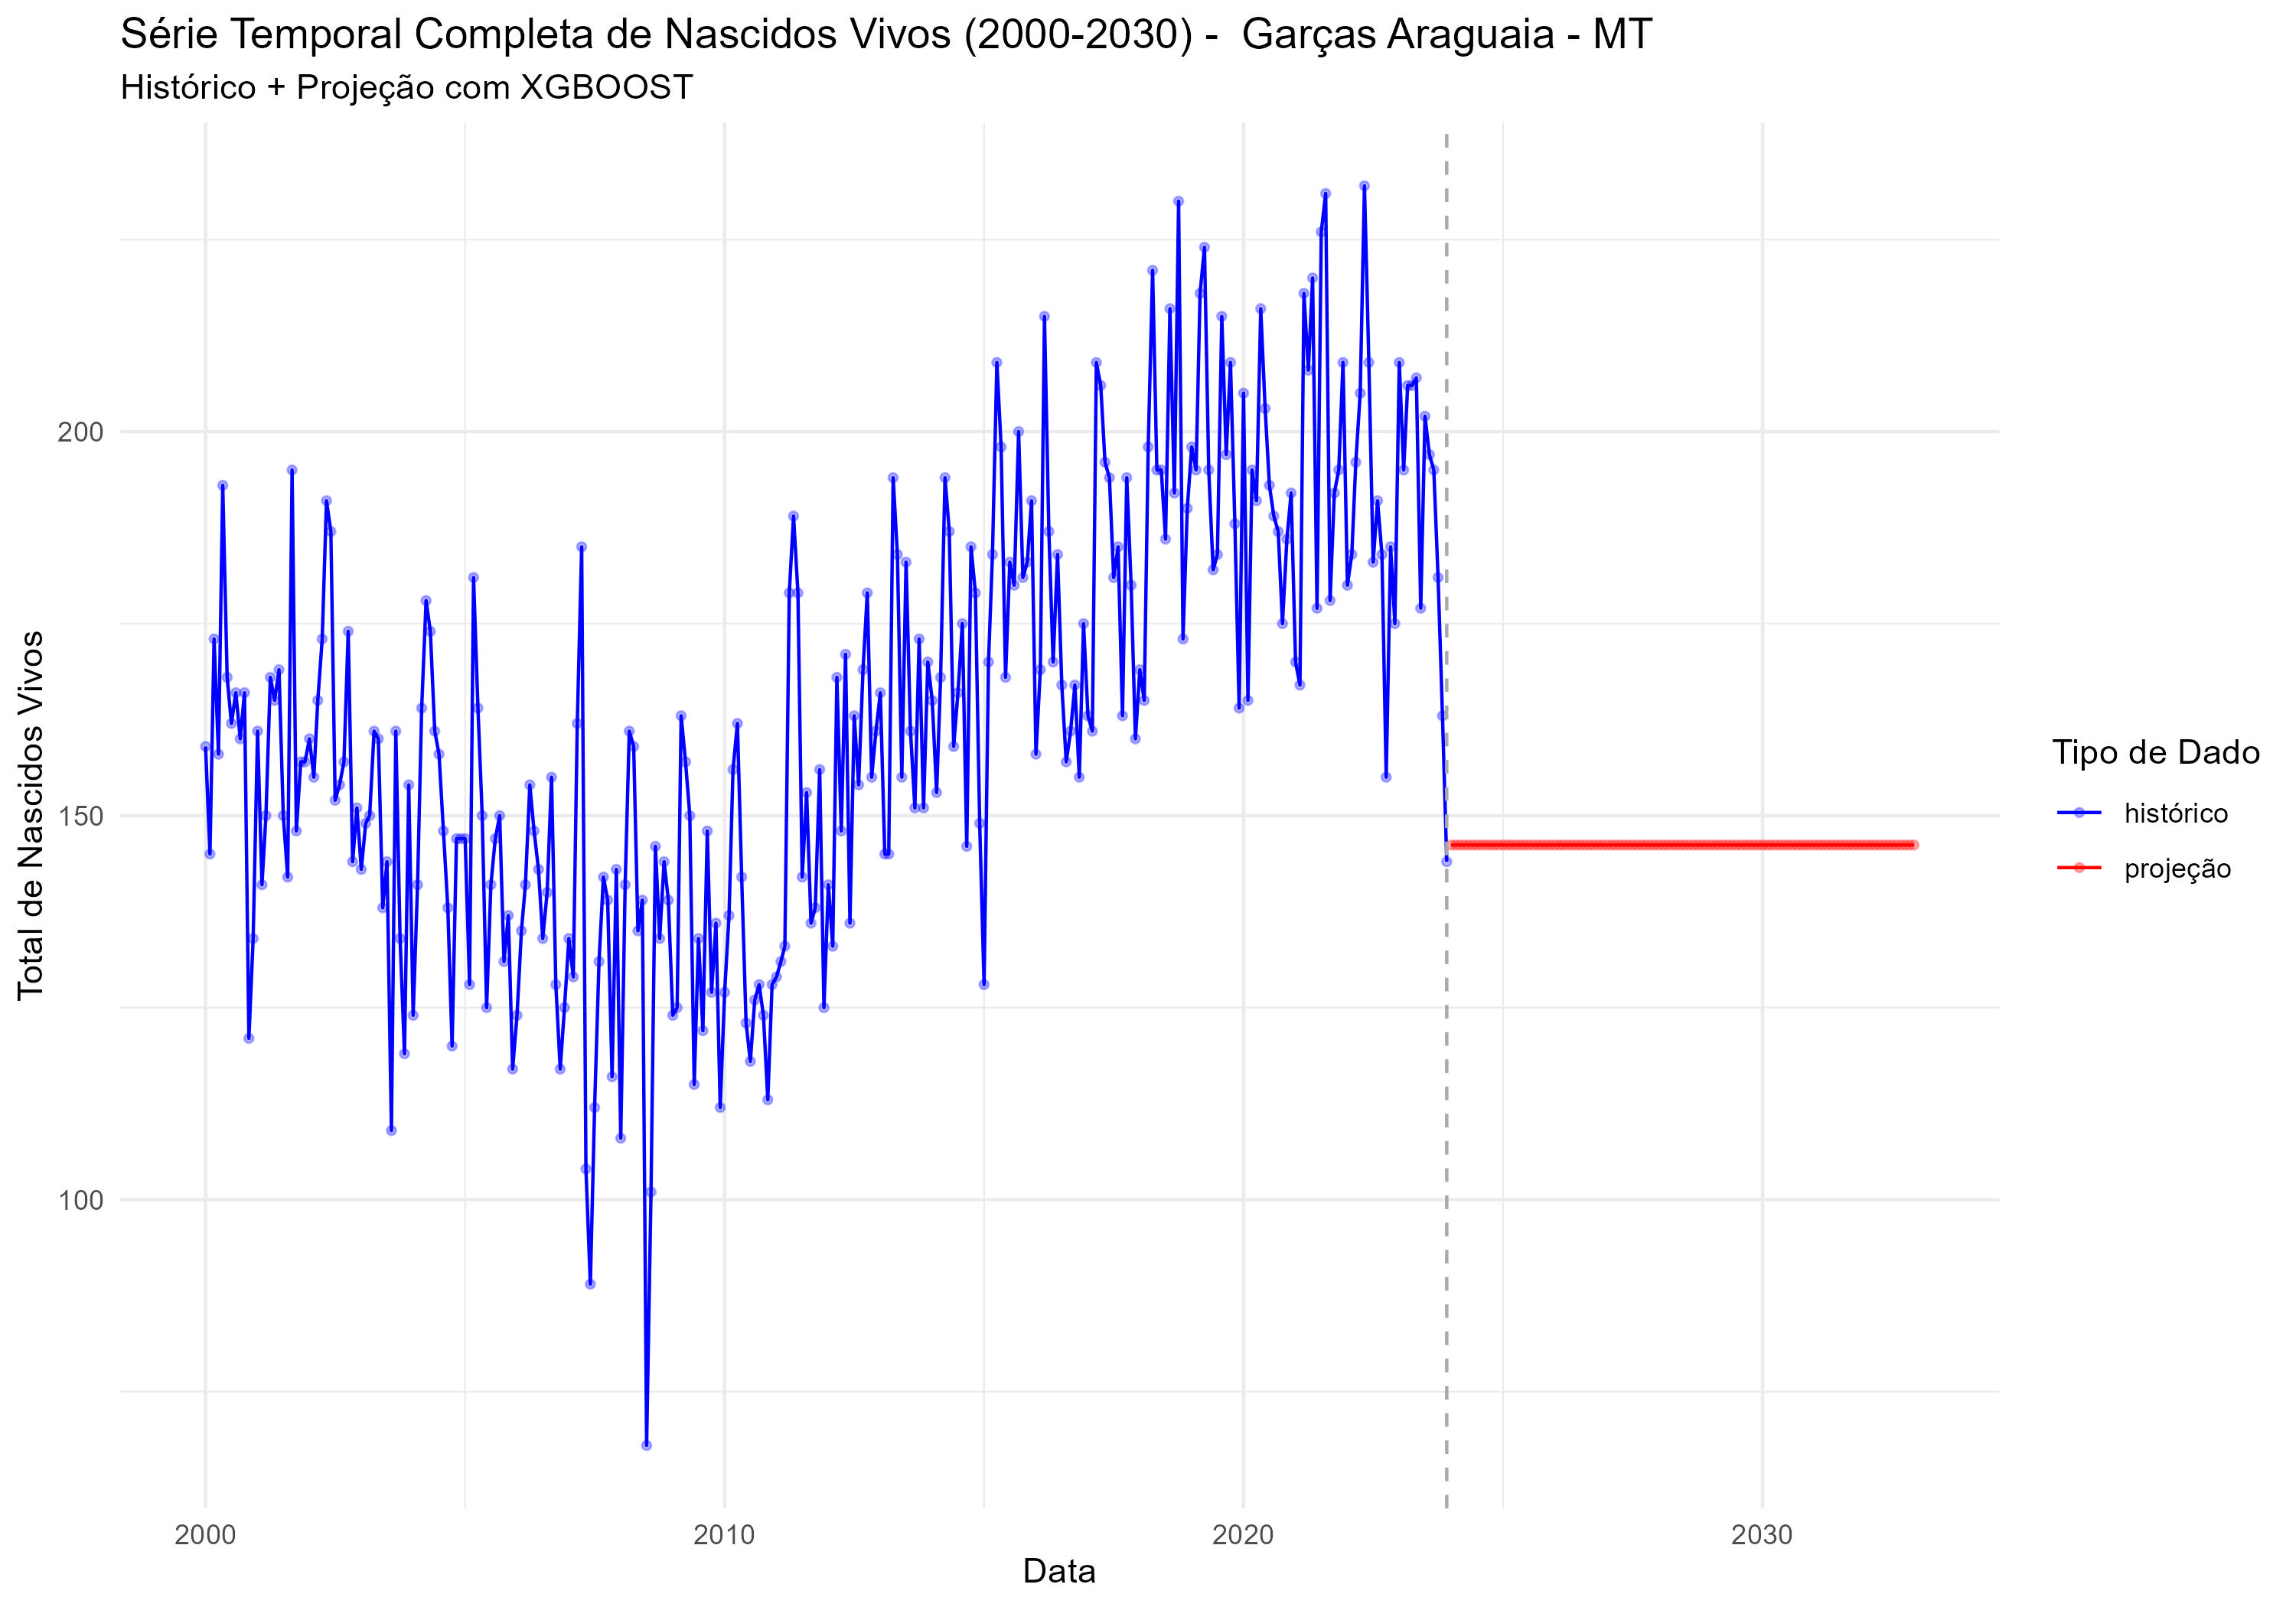 Série Temporal Completa de Nascidos Vivos (2000-2030) -  Garças Araguaia - MT
Histórico + Projeção com XGBOOST
Total de Nascidos Vivos
200
150
100
2000
2010
2020
2030
Data
Tipo de Dado
histórico
projeção